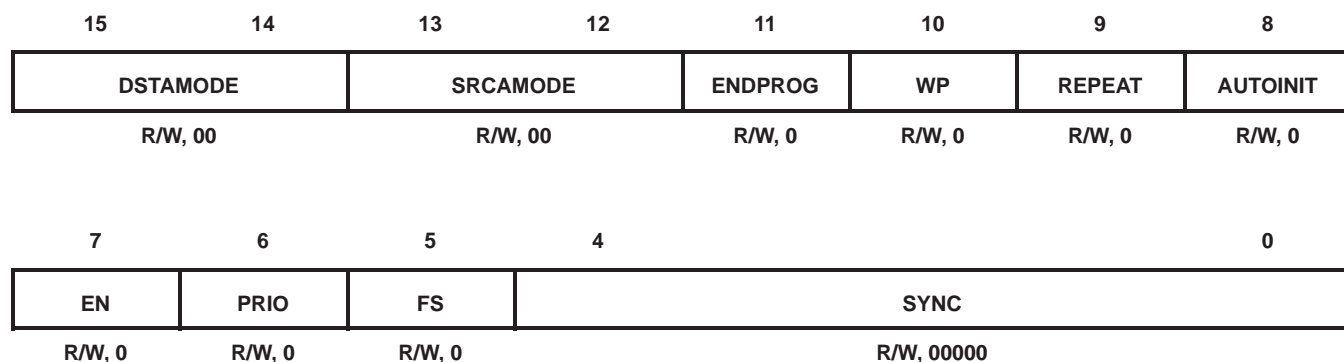 15 14 13 12 11 10 9 8
DSTAMODE SRCAMODE ENDPROG WP REPEAT AUTOINIT
R/W, 00 R/W, 00 R/W, 0 R/W, 0 R/W, 0 R/W, 0
7 6 5 4 0
EN PRIO FS SYNC
R/W, 0 R/W, 0 R/W, 0 R/W, 00000